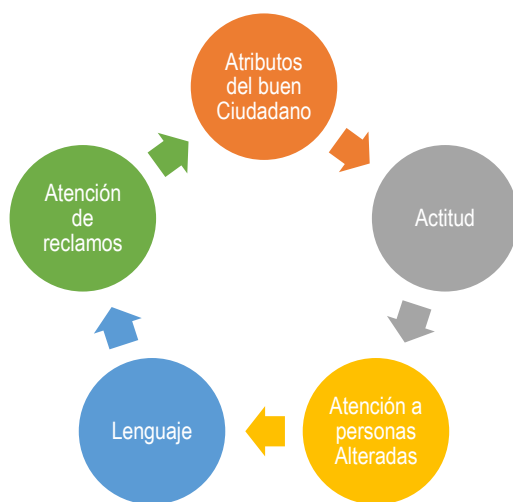 Atributos
del buen
Ciudadano
Actitud
Atención a
personas
Alteradas
Lenguaje
Atención
de
reclamos